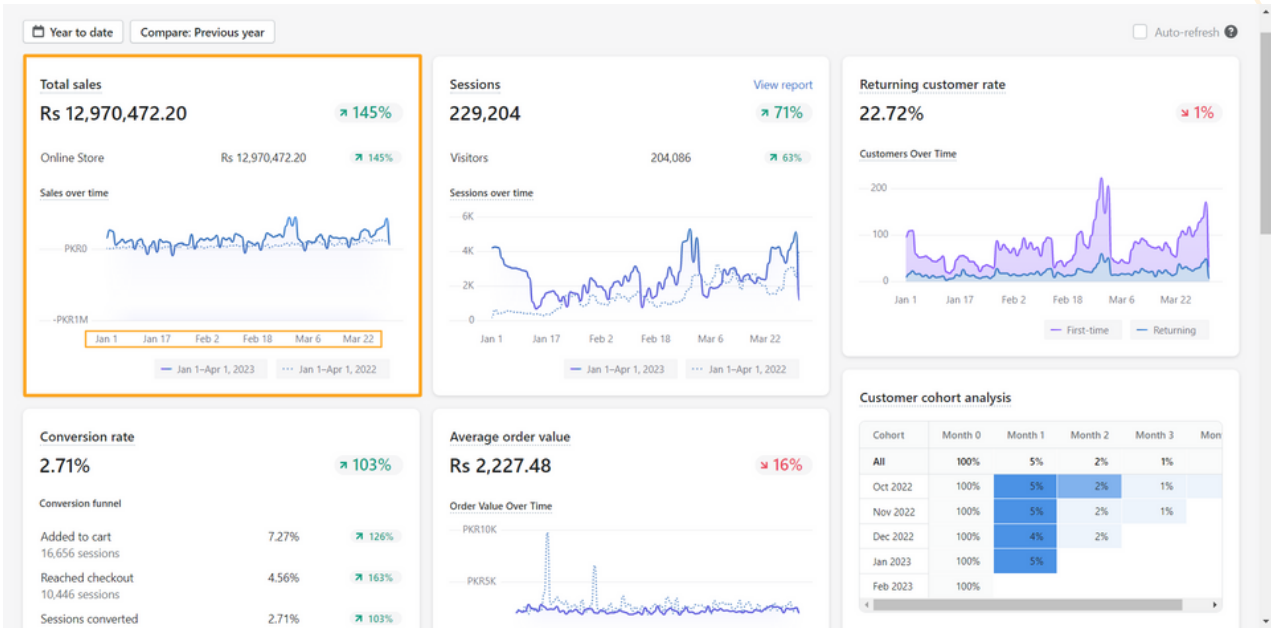 Year to date
Compare: Previous year
Auto-refresh ?
Total sales
Rs 12,970,472.20
145%
Online Store Rs 12,970,472.20 145%
Sales over time
PKR0
-PKR1M
Jan 1 Jan 17 Feb 2 Feb 18 Mar 6 Mar 22
Jan 1–Apr 1, 2023 Jan 1–Apr 1, 2022
Sessions View report
229,204
71%
Visitors 204,086 63%
Sessions over time
6K
4K
2K
0
Jan 1 Jan 17 Feb 2 Feb 18 Mar 6 Mar 22
Jan 1–Apr 1, 2023 Jan 1–Apr 1, 2022
Returning customer rate
22.72%
1%
Customers Over Time
200
100
0
Jan 1 Jan 17 Feb 2 Feb 18 Mar 6 Mar 22
First-time Returning
Conversion rate
2.71%
103%
Conversion funnel
Added to cart 7.27% 126%
16,656 sessions
Reached checkout 4.56% 163%
10,446 sessions
Sessions converted 2.71% 103%
Average order value
Rs 2,227.48
16%
Order Value Over Time
PKR10K
PKR5K
Customer cohort analysis
Cohort Month 0 Month 1 Month 2 Month 3 Mon
All 100% 5% 2% 1%
Oct 2022 100% 5% 2% 1%
Nov 2022 100% 5% 2% 1%
Dec 2022 100% 4% 2%
Jan 2023 100% 5%
Feb 2023 100%